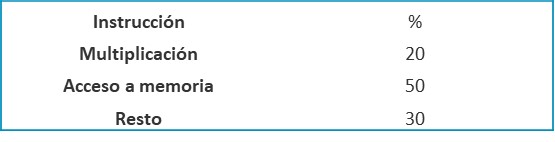 Instrucción %
Multiplicación 20
Acceso a memoria 50
Resto 30